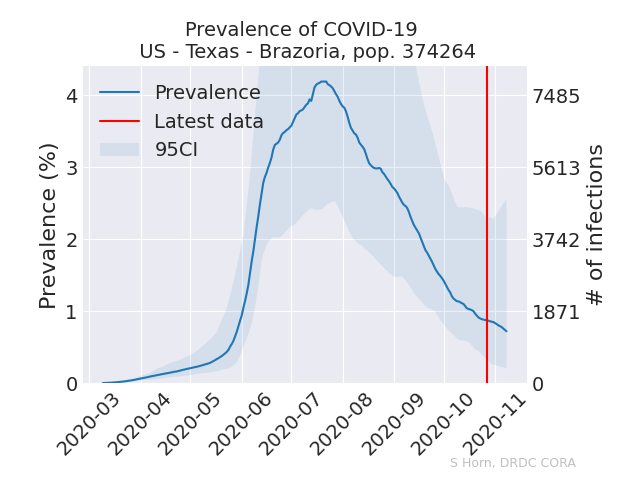 Prevalence of COVID-19
US - Texas - Brazoria, pop. 374264
Prevalence
Latest data
95CI
Prevalence (%)
4
3
2
1
0
# of infections
7485
5613
3742
1871
0
2020-03
2020-04
2020-05
2020-06
2020-07
2020-08
2020-09
2020-10
2020-11
S Horn, DRDC CORA